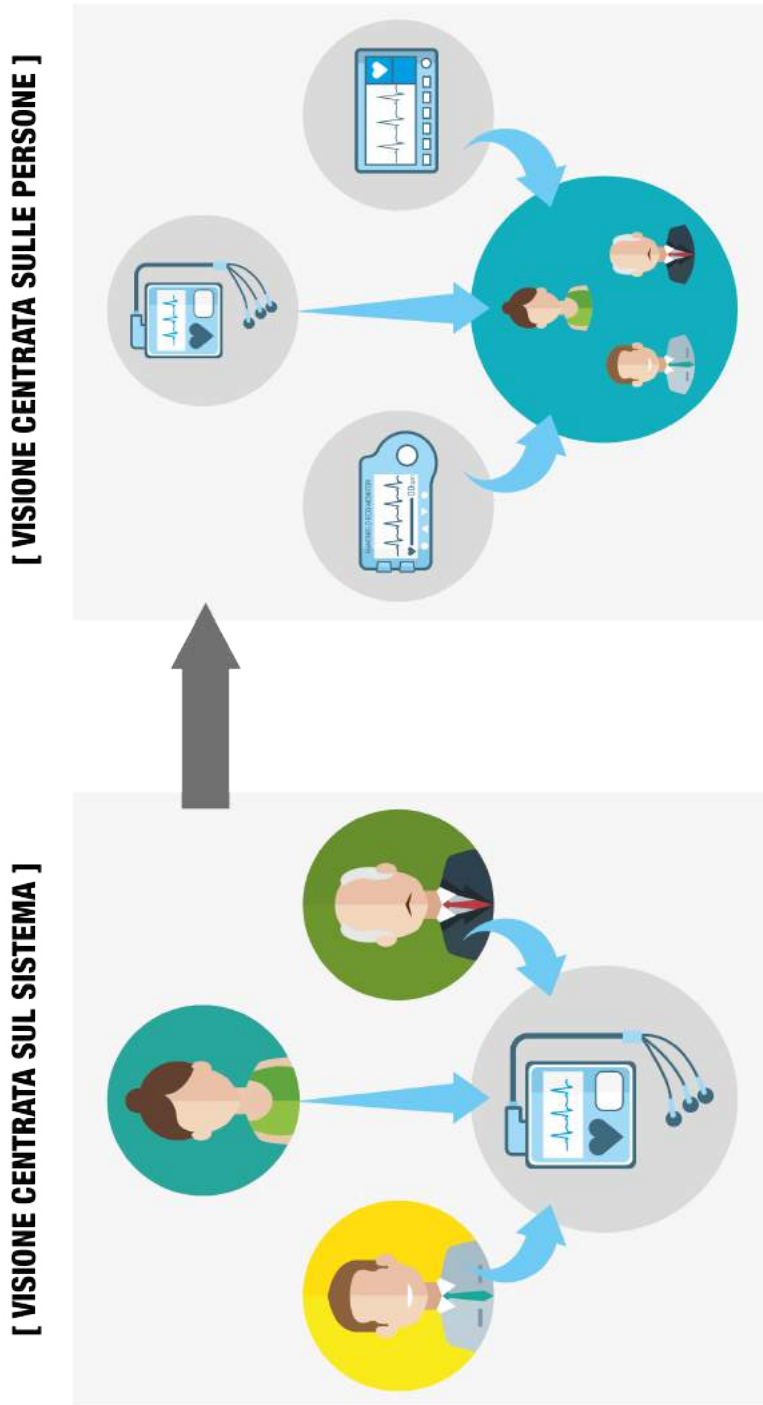 [ VISIONE CENTRATA SUL SISTEMA ]
[ VISIONE CENTRATA SULLE PERSONE ]